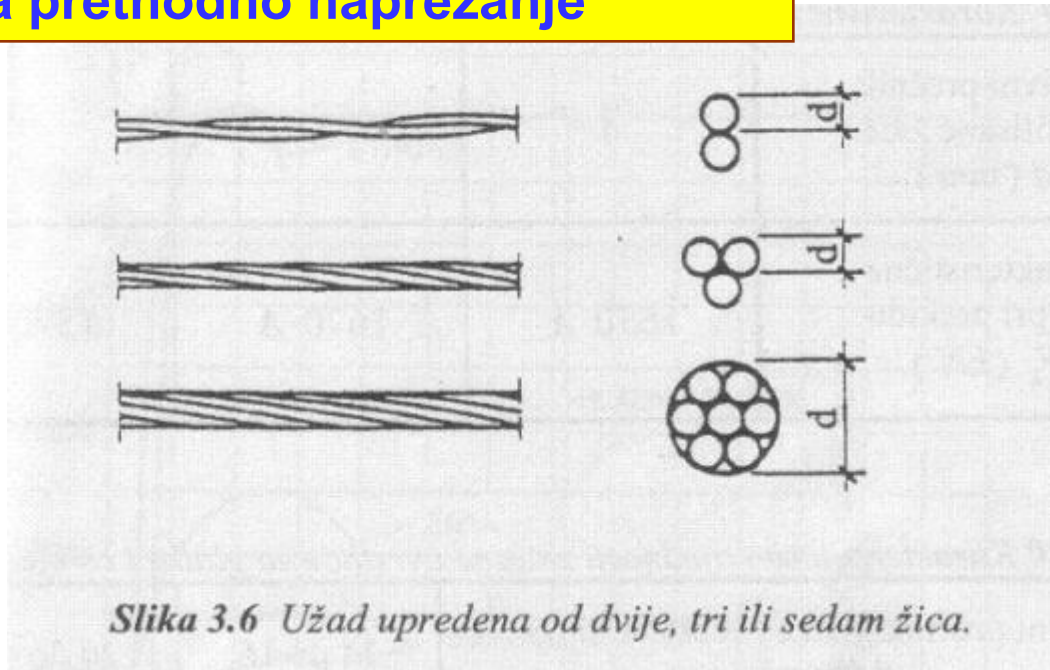 prethodno naprezanje
d
d
d
Slika 3.6 Užad upredena od dvije, tri ili sedam žica.